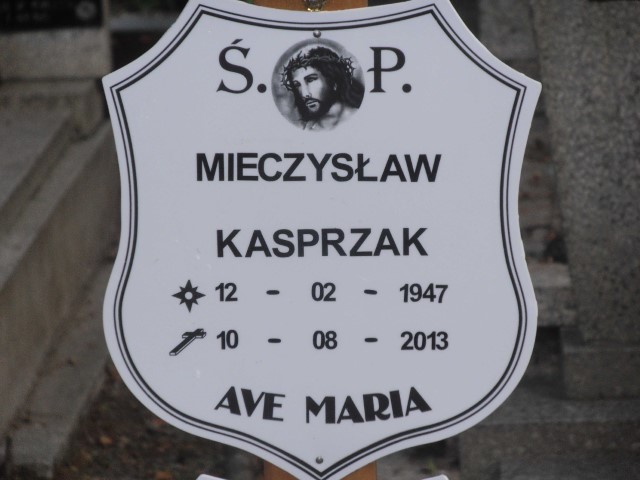 Ś. P.
MIECZYSŁAW
KASPRZAK
12 - 02 - 1947
10 - 08 - 2013
AVE MARIA